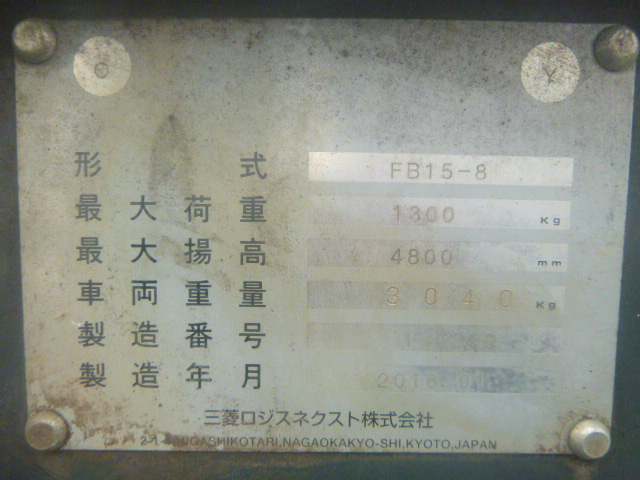 C Y
形式 FB15-8
最大荷重 1300 Kg
最大揚高 4800 mm
車両重量 3040 Kg
製造番号
製造年月
三菱ロジスネクスト株式会社
NAGAOKAKYO-SHI,KYOTO,JAPAN